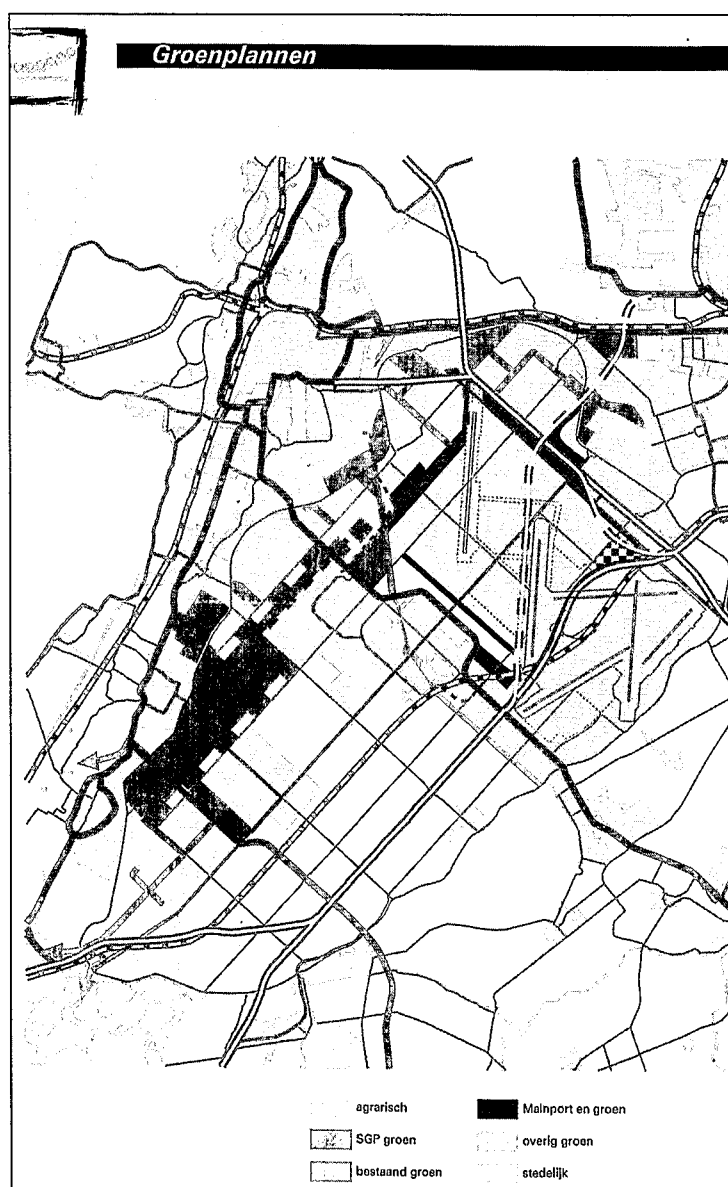 Groenplannen
agrarisch
SGP groen
bestaand groen
Mainport en groen
overig groen
stedelijk